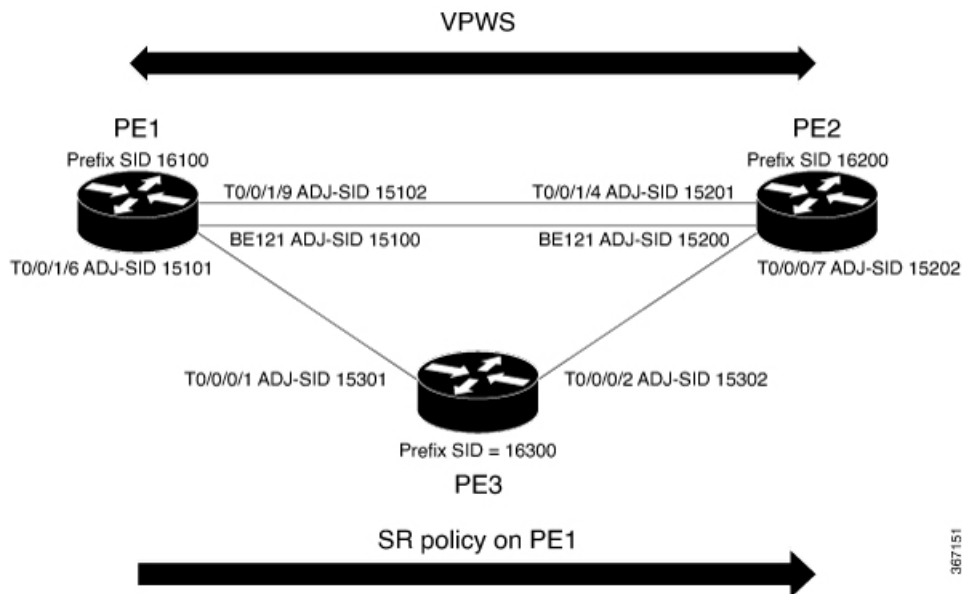 VPWS
PE1
PE2
Prefix SID 16100
Prefix SID 16200
T0/0/1/9 ADJ-SID 15102
T0/0/1/4 ADJ-SID 15201
BE121 ADJ-SID 15100
BE121 ADJ-SID 15200
T0/0/1/6 ADJ-SID 15101
T0/0/0/7 ADJ-SID 15202
T0/0/0/1 ADJ-SID 15301
T0/0/0/2 ADJ-SID 15302
Prefix SID = 16300
PE3
SR policy on PE1
367151